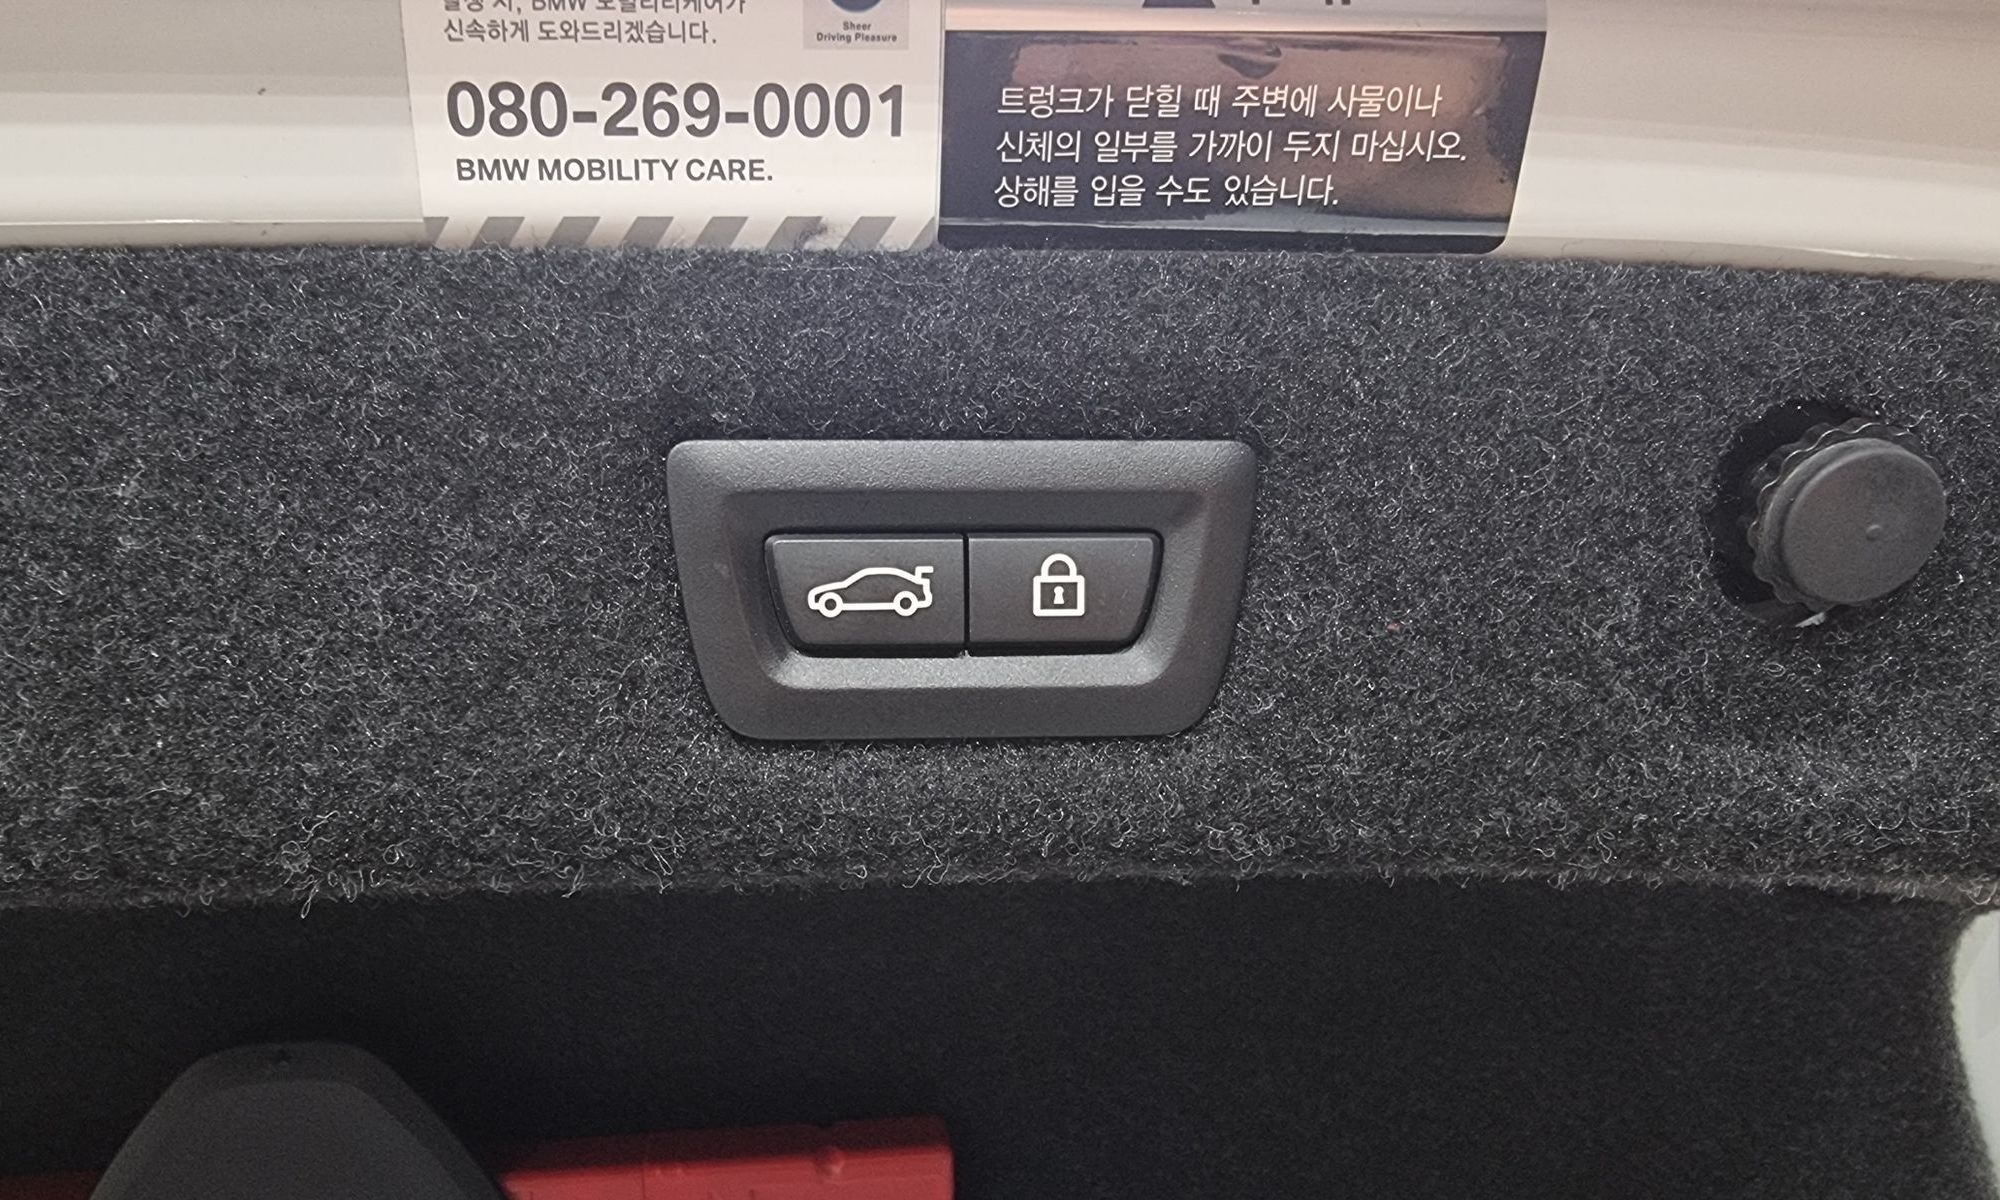 신속하게 도와드리겠습니다.
Sheer
Driving Pleasure
080-269-0001
BMW MOBILITY CARE.
트렁크가 닫힐 때 주변에 사물이나
신체의 일부를 가까이 두지 마십시오.
상해를 입을 수도 있습니다.